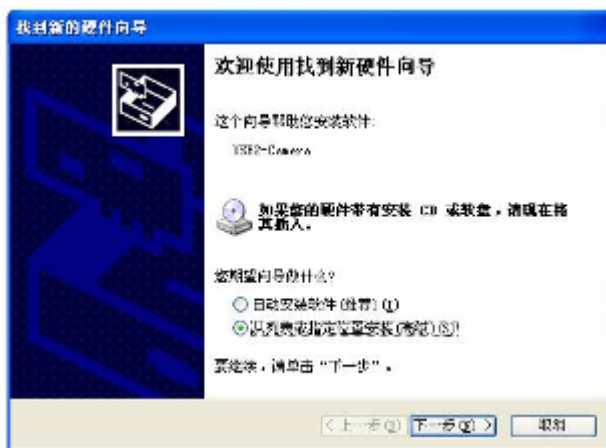 找到新的硬件向导
欢迎使用找到新硬件向导
这个向导帮助您安装软件:
USB2-Camera
如果您的硬件带有安装 CD 或软盘，请现在将
其插入。
您期望向导做什么?
自动安装软件(推荐)(I)
从列表或指定位置安装(高级)(S)
要继续，请单击“下一步”。
<上一步(B) 下一步(N)> 取消